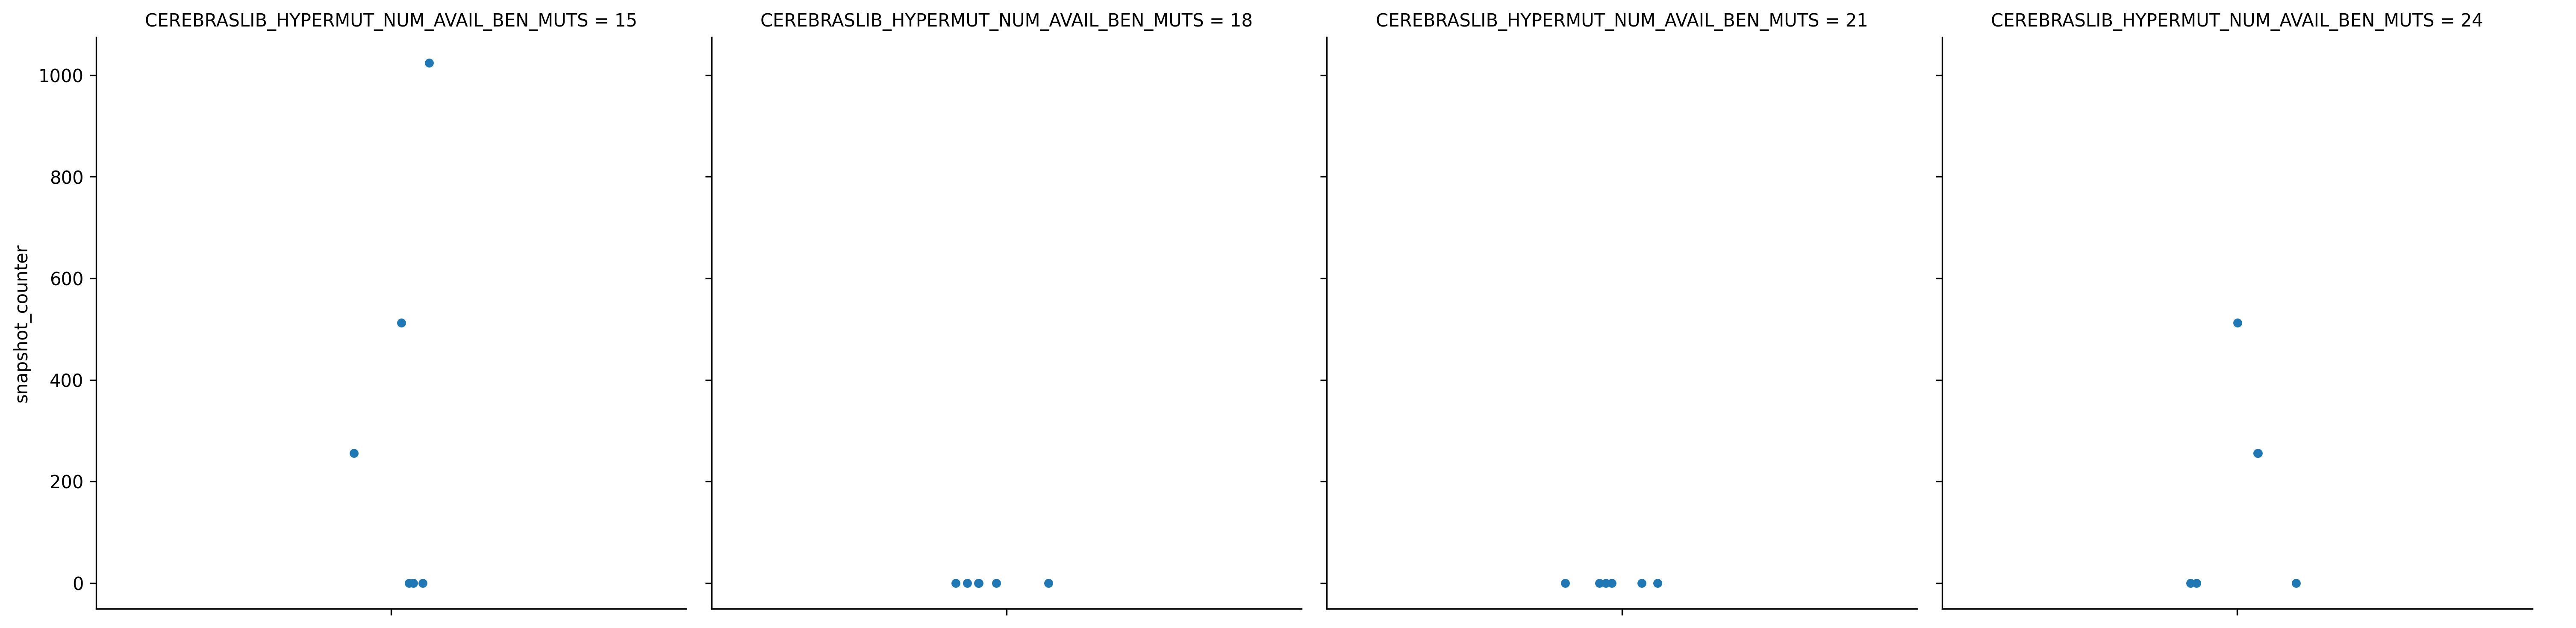 CEREBRASLIB_HYPERMUT_NUM_AVAIL_BEN_MUTS = 15
CEREBRASLIB_HYPERMUT_NUM_AVAIL_BEN_MUTS = 18
CEREBRASLIB_HYPERMUT_NUM_AVAIL_BEN_MUTS = 21
CEREBRASLIB_HYPERMUT_NUM_AVAIL_BEN_MUTS = 24
snapshot_counter
1000
800
600
400
200
0